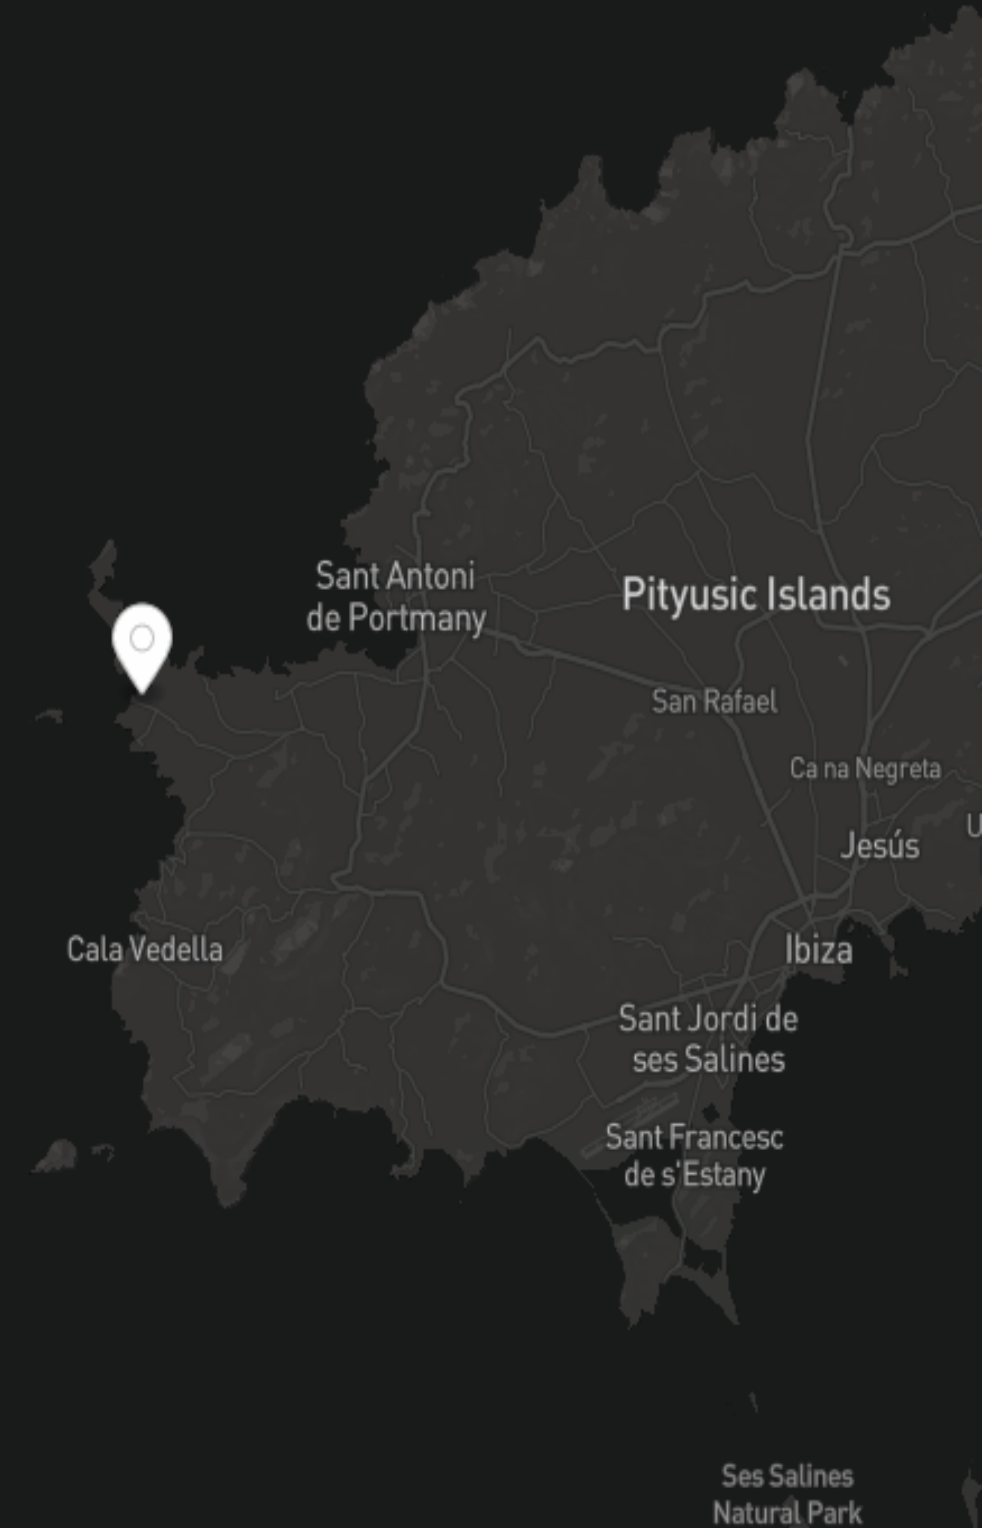 Sant Antoni
de Portmany
Pityusic Islands
San Rafael
Ca na Negreta
U
Jesús
Cala Vedella
Ibiza
Sant Jordi de
ses Salines
Sant Francesc
de s'Estany
Ses Salines
Natural Park